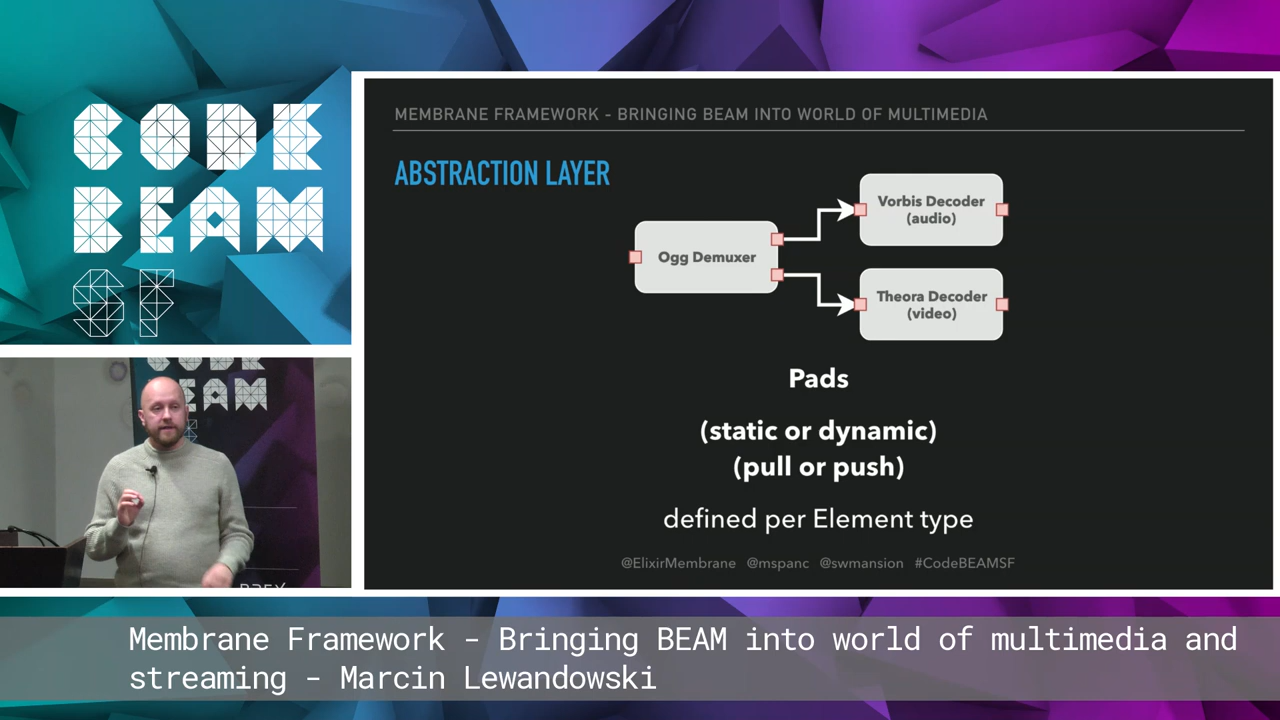 CODE
BEAM
SF
MEMBRANE FRAMEWORK - BRINGING BEAM INTO WORLD OF MULTIMEDIA
ABSTRACTION LAYER
Ogg Demuxer
Vorbis Decoder
(audio)
Theora Decoder
(video)
Pads
(static or dynamic)
(pull or push)
defined per Element type
@ElixirMembrane @mspanc @swmansion #CodeBEAMSF
Membrane Framework - Bringing BEAM into world of multimedia and
streaming - Marcin Lewandowski